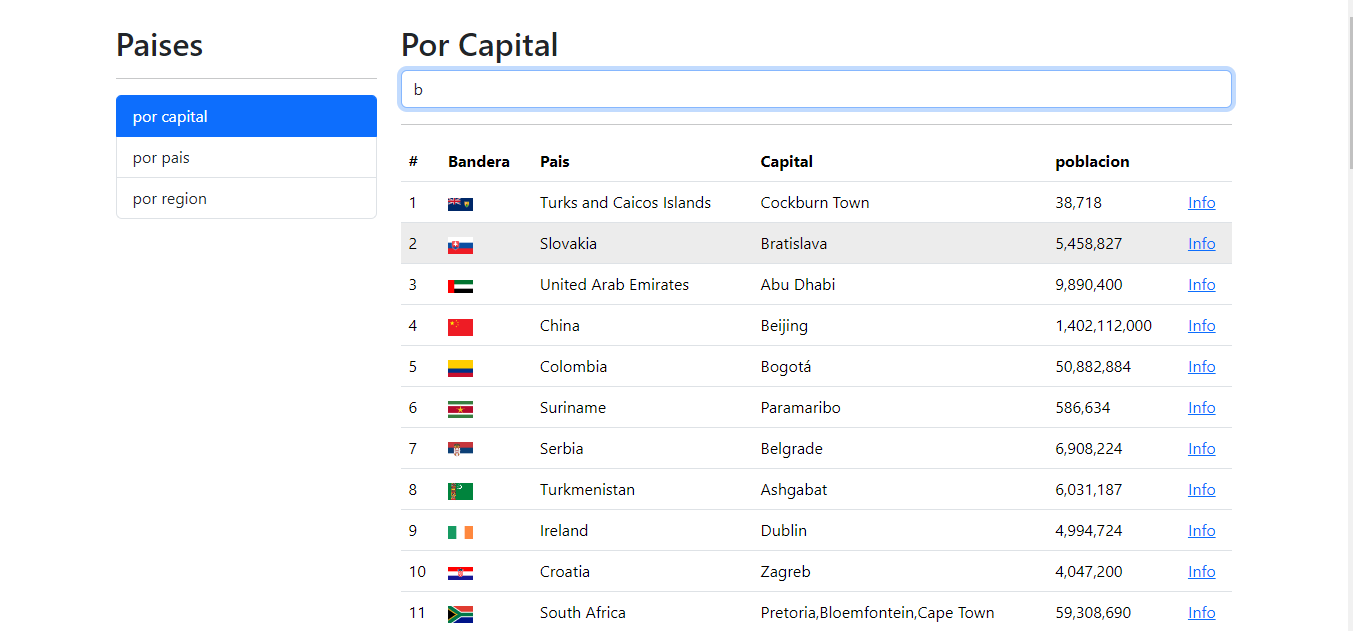 Paises
por capital
por pais
por region
Por Capital
b
# Bandera Pais Capital poblacion
1 Turks and Caicos Islands Cockburn Town 38,718 Info
2 Slovakia Bratislava 5,458,827 Info
3 United Arab Emirates Abu Dhabi 9,890,400 Info
4 China Beijing 1,402,112,000 Info
5 Colombia Bogotá 50,882,884 Info
6 Suriname Paramaribo 586,634 Info
7 Serbia Belgrade 6,908,224 Info
8 Turkmenistan Ashgabat 6,031,187 Info
9 Ireland Dublin 4,994,724 Info
10 Croatia Zagreb 4,047,200 Info
11 South Africa Pretoria,Bloemfontein,Cape Town 59,308,690 Info